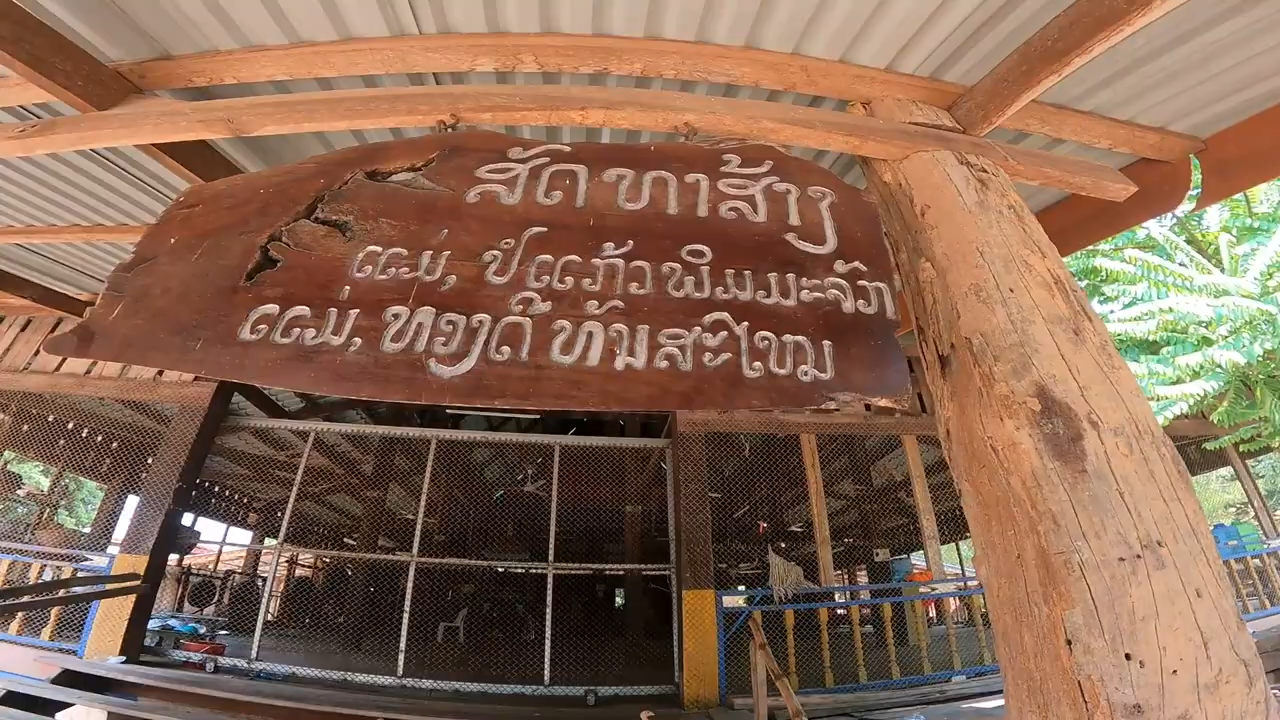 ສັດທາສ້າງ
ແມ່, ປໍແກ້ວພິມມະຈັກ
ແມ່, ທອງດີ ທ້າມສະໄໝ